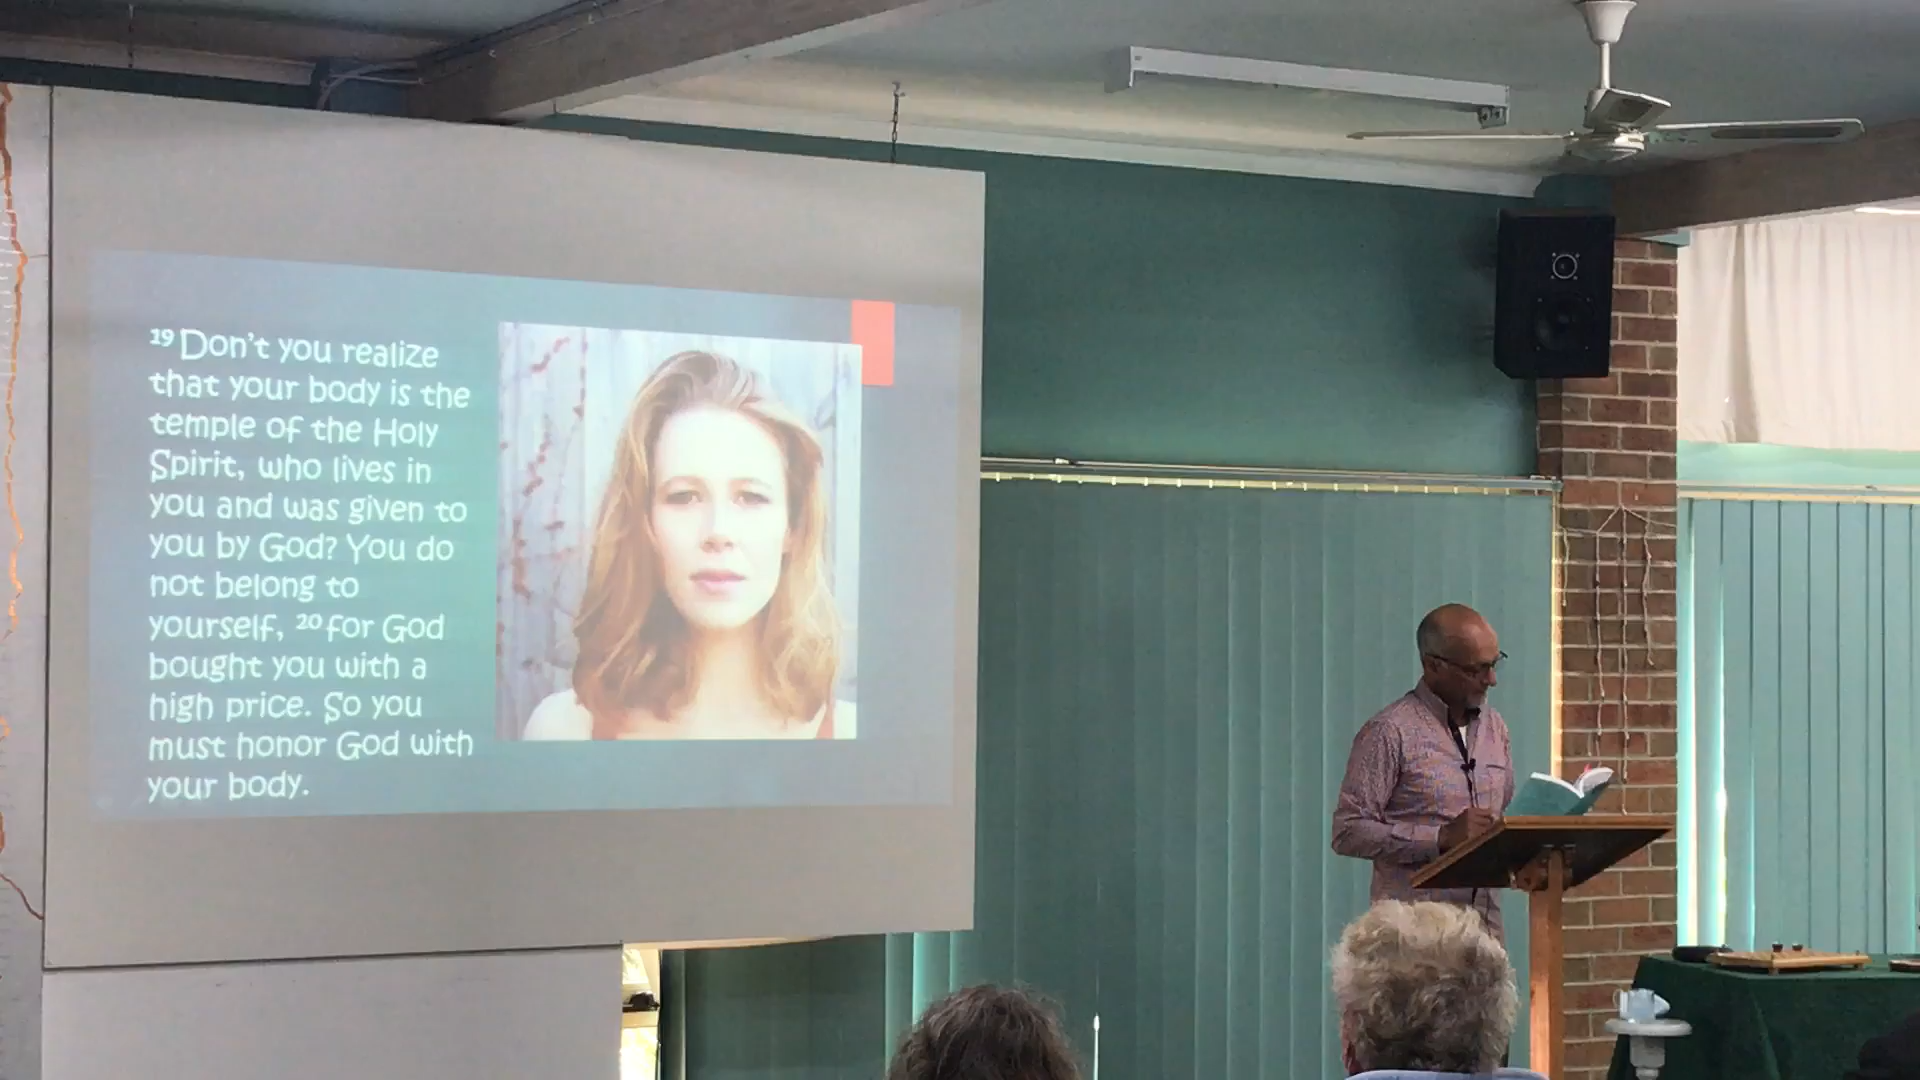 19 Don't you realize
that your body is the
temple of the Holy
Spirit, who lives in
you and was given to
you by God? You do
not belong to
yourself, 20 for God
bought you with a
high price. So you
must honor God with
your body.